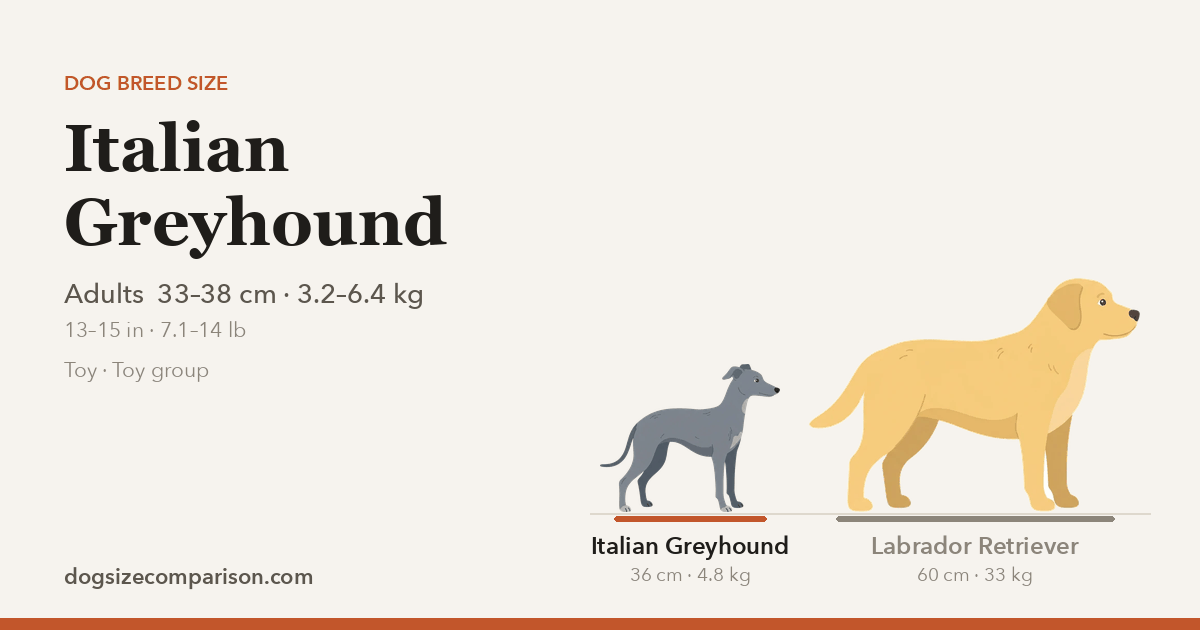 DOG BREED SIZE
Italian
Greyhound
Adults 33–38 cm · 3.2–6.4 kg
13–15 in · 7.1–14 lb
Toy · Toy group
Italian Greyhound
36 cm · 4.8 kg
Labrador Retriever
60 cm · 33 kg
dogsizecomparison.com